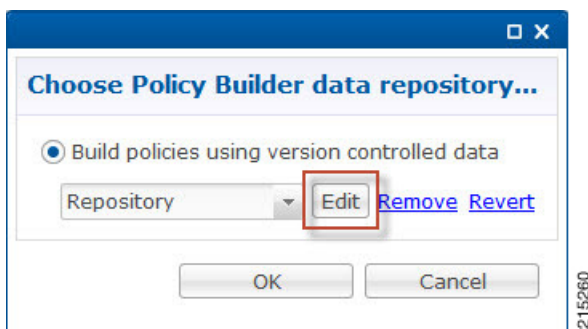 Choose Policy Builder data repository...
Build policies using version controlled data
Repository Edit Remove Revert
OK Cancel
215260